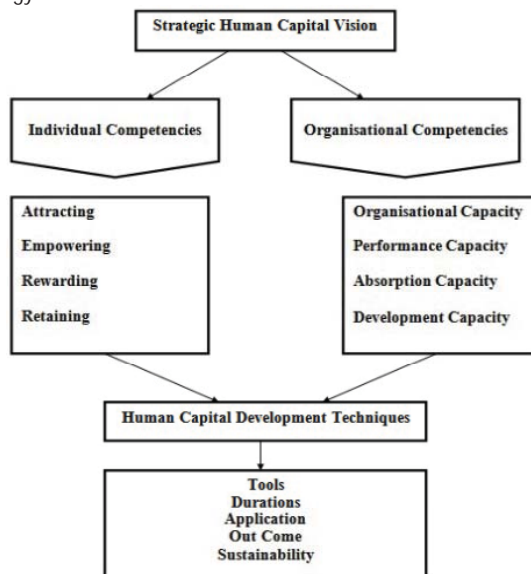 gy
Strategic Human Capital Vision
Individual Competencies
Organisational Competencies
Attracting
Empowering
Rewarding
Retaining
Organisational Capacity
Performance Capacity
Absorption Capacity
Development Capacity
Human Capital Development Techniques
Tools
Durations
Application
Out Come
Sustainability